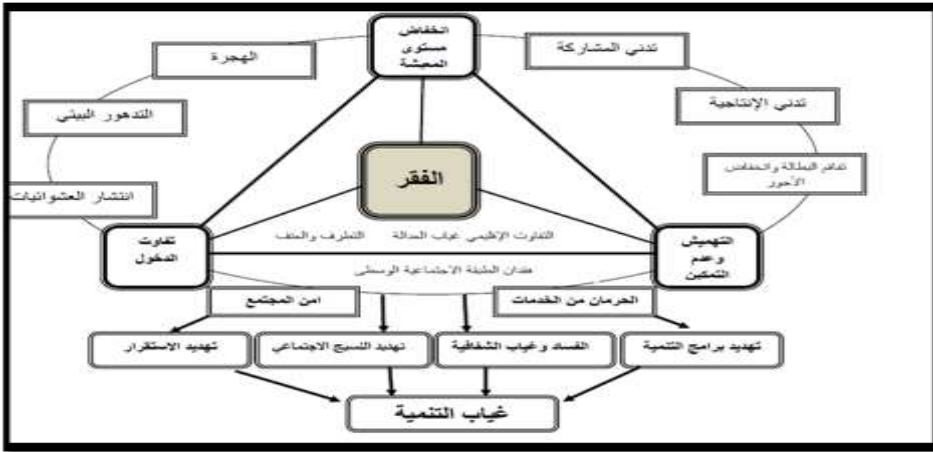 انخفاض
مستوى
المعيشة
تدني المشاركة
الهجرة
تدني الإنتاجية
التدهور البيئي
تفاقم البطالة وانخفاض
الأجور
انتشار العشوائيات
الفقر
التفاوت الإقليمي غياب العدالة التطرف والعنف
التهميش
وعدم
التمكين
تفاوت
الدخول
فقدان الطبقة الاجتماعية الوسطى
الحرمان من الخدمات
امن المجتمع
تهديد برامج التنمية
الفساد وغياب الشفافية
تهديد النسيج الاجتماعي
تهديد الاستقرار
غياب التنمية